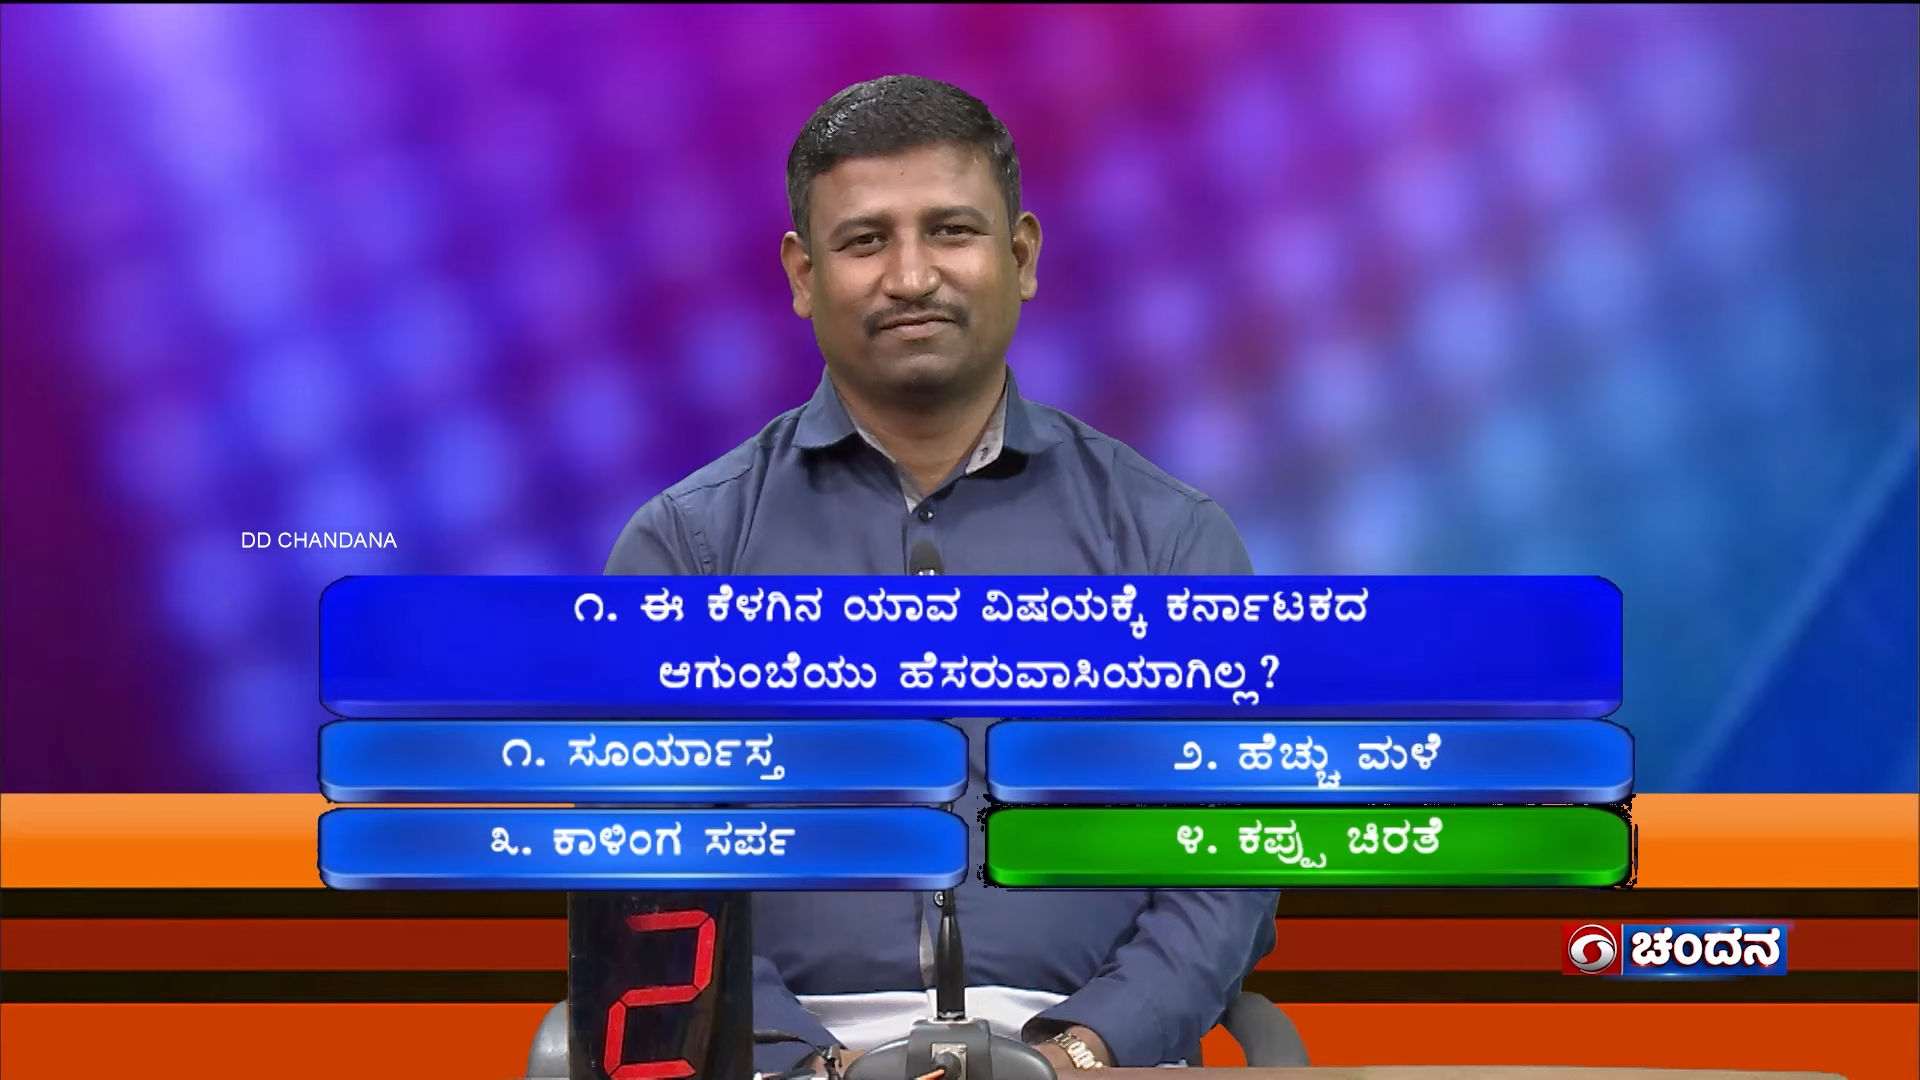 DD CHANDANA
೧. ಈ ಕೆಳಗಿನ ಯಾವ ವಿಷಯಕ್ಕೆ ಕರ್ನಾಟಕದ
ಆಗುಂಬೆಯು ಹೆಸರುವಾಸಿಯಾಗಿಲ್ಲ?
೧. ಸೂರ್ಯಾಸ್ತ
೨. ಹೆಚ್ಚು ಮಳೆ
೩. ಕಾಳಿಂಗ ಸರ್ಪ
೪. ಕಪ್ಪು ಚಿರತೆ
2
ಚಂದನ